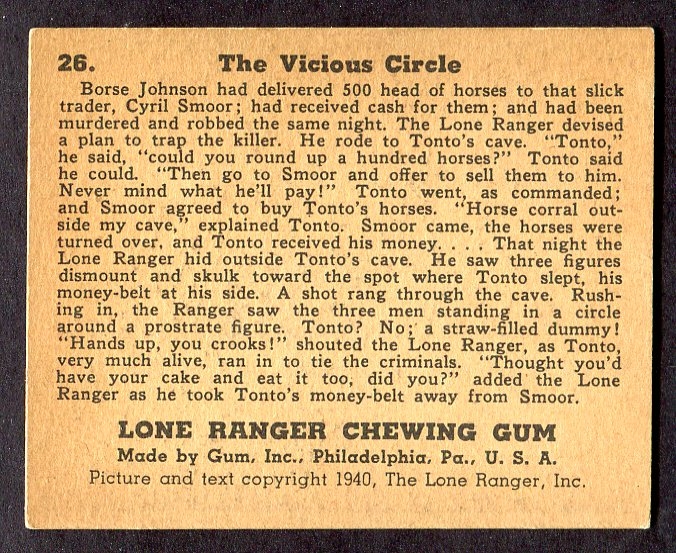 26. The Vicious Circle
Borse Johnson had delivered 500 head of horses to that slick
trader, Cyril Smoor; had received cash for them; and had been
murdered and robbed the same night. The Lone Ranger devised
a plan to trap the killer. He rode to Tonto's cave. "Tonto,"
he said, "could you round up a hundred horses?" Tonto said
he could. "Then go to Smoor and offer to sell them to him.
Never mind what he'll pay!" Tonto went, as commanded;
and Smoor agreed to buy Tonto's horses. "Horse corral out-
side my cave," explained Tonto. Smoor came, the horses were
turned over, and Tonto received his money. . . . That night the
Lone Ranger hid outside Tonto's cave. He saw three figures
dismount and skulk toward the spot where Tonto slept, his
money-belt at his side. A shot rang through the cave. Rush-
ing in, the Ranger saw the three men standing in a circle
around a prostrate figure. Tonto? No; a straw-filled dummy!
"Hands up, you crooks!" shouted the Lone Ranger, as Tonto,
very much alive, ran in to tie the criminals. "Thought you'd
have your cake and eat it too, did you?" added the Lone
Ranger as he took Tonto's money-belt away from Smoor.
LONE RANGER CHEWING GUM
Made by Gum, Inc., Philadelphia, Pa., U. S. A.
Picture and text copyright 1940, The Lone Ranger, Inc.